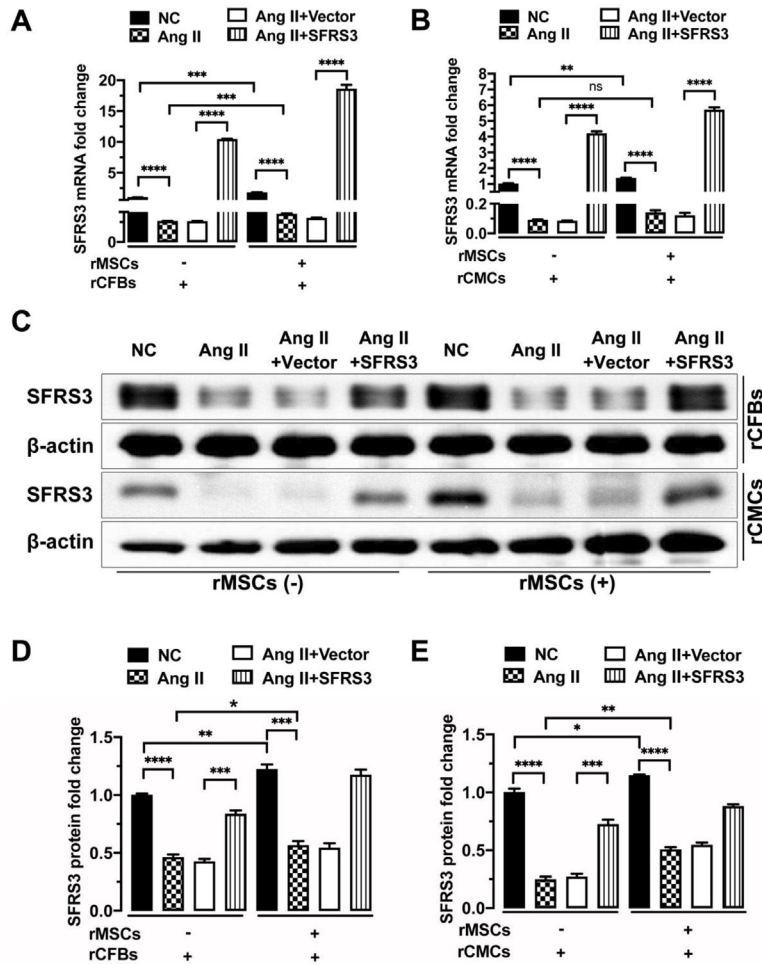 A
NC
Ang II
Ang II+Vector
Ang II+SFRS3
SFRS3 mRNA fold change
20
15
10
5
0
***
***
****
****
****
****
rMSCs - +
rCFBs + +
B
NC
Ang II
Ang II+Vector
Ang II+SFRS3
SFRS3 mRNA fold change
8
7
6
5
4
3
2
1
0.2
0.0
**
ns
****
****
****
****
rMSCs - +
rCMCs + +
C
NC Ang II Ang II +Vector Ang II +SFRS3 NC Ang II Ang II +Vector Ang II +SFRS3
SFRS3
β-actin
rCFBs
SFRS3
β-actin
rCMCs
rMSCs (-) rMSCs (+)
D
NC
Ang II
Ang II+Vector
Ang II+SFRS3
SFRS3 protein fold change
1.5
1.0
0.5
0.0
*
**
***
****
***
rMSCs - +
rCFBs + +
E
NC
Ang II
Ang II+Vector
Ang II+SFRS3
SFRS3 protein fold change
1.5
1.0
0.5
0.0
**
*
****
****
***
rMSCs - +
rCMCs + +